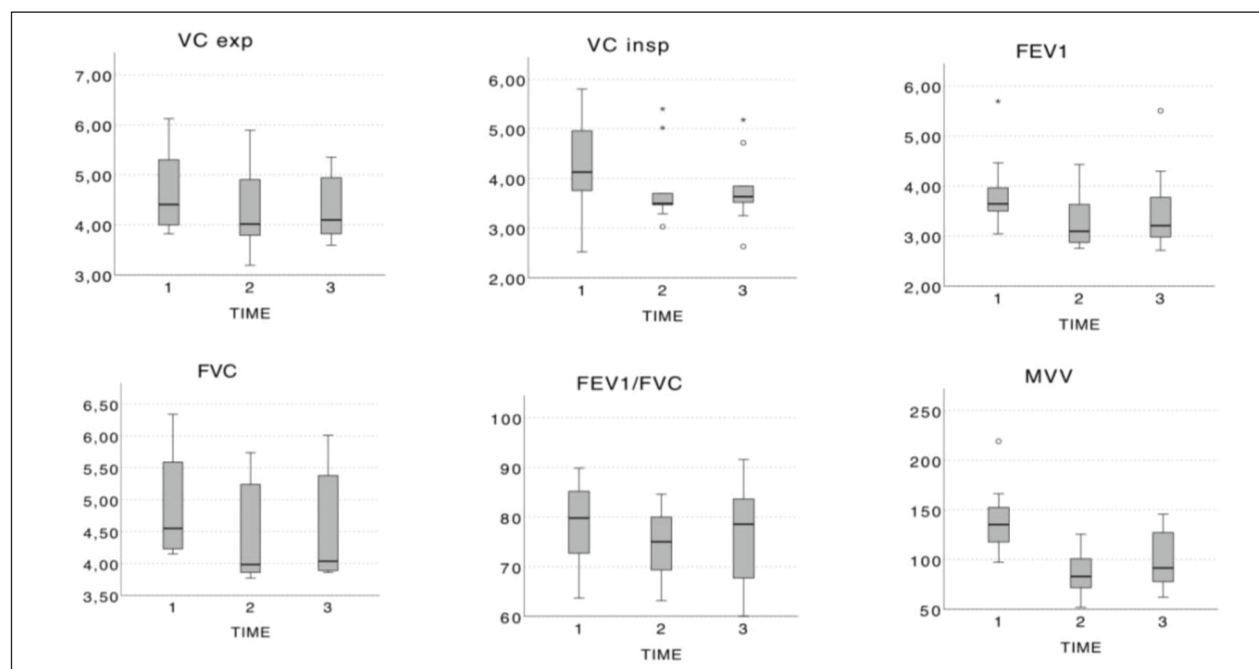 VC exp
7,00
6,00
5,00
4,00
3,00
1 2 3
TIME
VC insp
6,00
5,00
4,00
3,00
2,00
1 2 3
TIME
FEV1
6,00
5,00
4,00
3,00
2,00
1 2 3
TIME
FVC
6,50
6,00
5,50
5,00
4,50
4,00
3,50
1 2 3
TIME
FEV1/FVC
100
90
80
70
60
1 2 3
TIME
MVV
250
200
150
100
50
1 2 3
TIME